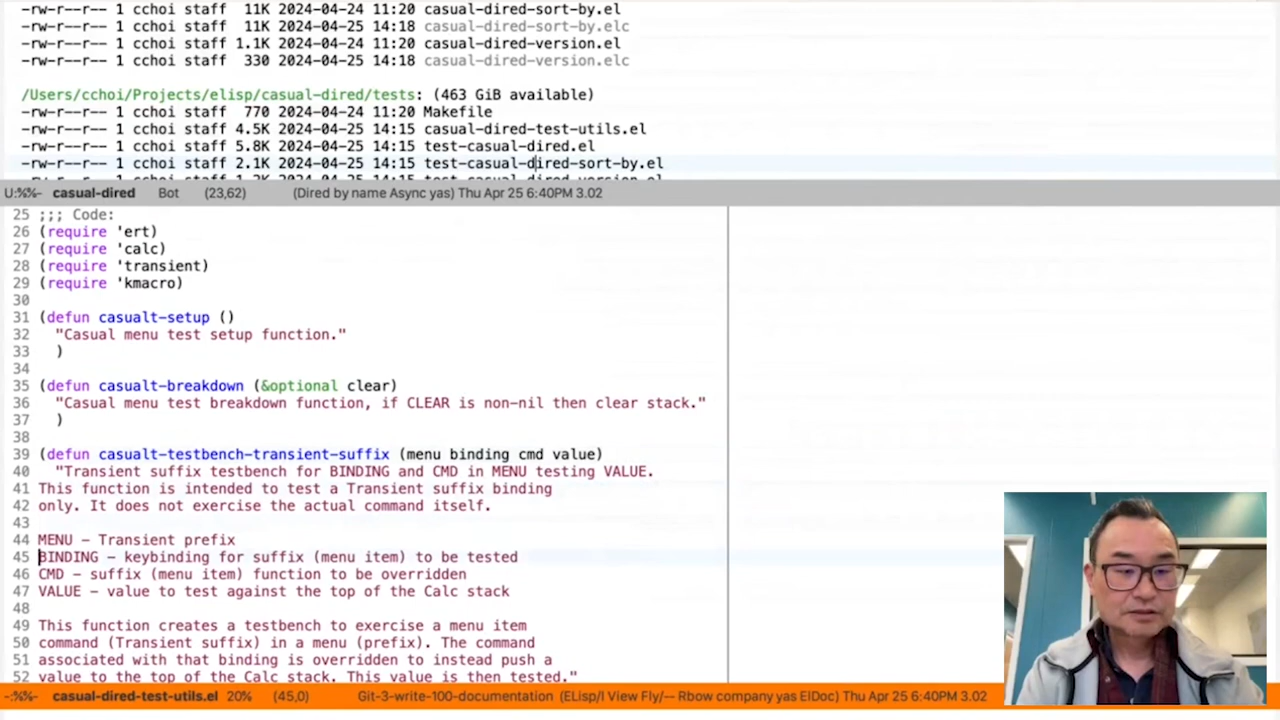 -rw-r--r-- 1 cchoi staff  11K 2024-04-24 11:20 casual-dired-sort-by.el
-rw-r--r-- 1 cchoi staff  11K 2024-04-25 14:18 casual-dired-sort-by.elc
-rw-r--r-- 1 cchoi staff 1.1K 2024-04-24 11:20 casual-dired-version.el
-rw-r--r-- 1 cchoi staff  330 2024-04-25 14:18 casual-dired-version.elc
/Users/cchoi/Projects/elisp/casual-dired/tests: (463 GiB available)
-rw-r--r-- 1 cchoi staff  770 2024-04-24 11:20 Makefile
-rw-r--r-- 1 cchoi staff 4.5K 2024-04-25 14:15 casual-dired-test-utils.el
-rw-r--r-- 1 cchoi staff 5.8K 2024-04-25 14:15 test-casual-dired.el
-rw-r--r-- 1 cchoi staff 2.1K 2024-04-25 14:15 test-casual-dired-sort-by.el
-rw-r--r-- 1 cchoi staff 1.2K 2024-04-25 14:15 test-casual-dired-version.el
U:%%- casual-dired Bot (23,62) (Dired by name Async yas) Thu Apr 25 6:40PM 3.02
25 ;;; Code:
26 (require 'ert)
27 (require 'calc)
28 (require 'transient)
29 (require 'kmacro)
30
31 (defun casualt-setup ()
32   "Casual menu test setup function."
33   )
34
35 (defun casualt-breakdown (&optional clear)
36   "Casual menu test breakdown function, if CLEAR is non-nil then clear stack."
37   )
38
39 (defun casualt-testbench-transient-suffix (menu binding cmd value)
40   "Transient suffix testbench for BINDING and CMD in MENU testing VALUE.
41 This function is intended to test a Transient suffix binding
42 only. It does not exercise the actual command itself.
43
44 MENU - Transient prefix
45 BINDING - keybinding for suffix (menu item) to be tested
46 CMD - suffix (menu item) function to be overridden
47 VALUE - value to test against the top of the Calc stack
48
49 This function creates a testbench to exercise a menu item
50 command (Transient suffix) in a menu (prefix). The command
51 associated with that binding is overridden to instead push a
52 value to the top of the Calc stack. This value is then tested."
-:%%- casual-dired-test-utils.el 20% (45,0) Git-3-write-100-documentation (ELisp/l View Fly/-- Rbow company yas ElDoc) Thu Apr 25 6:40PM 3.02